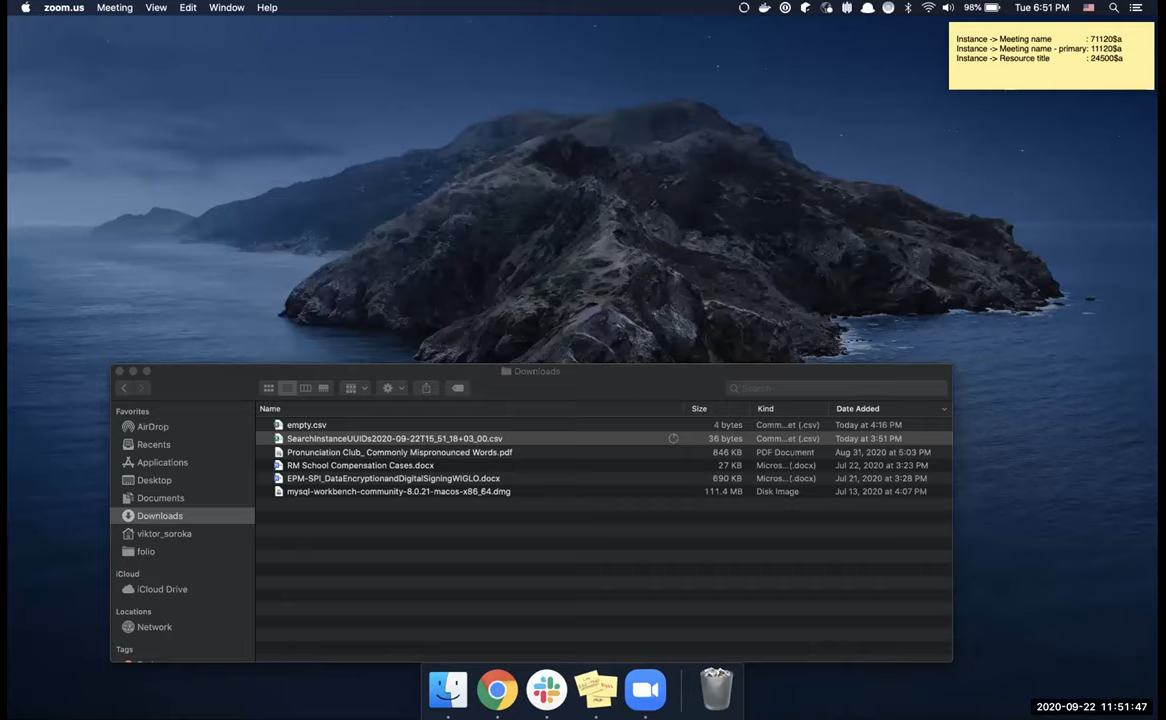 zoom.us Meeting View Edit Window Help 98% Tue 6:51 PM
Instance -> Meeting name : 71120$a
Instance -> Meeting name - primary: 11120$a
Instance -> Resource title : 24500$a
Downloads
Search
Favorites
AirDrop
Recents
Applications
Desktop
Documents
Downloads
viktor_soroka
folio
iCloud
iCloud Drive
Locations
Network
Tags
Name Size Kind Date Added
empty.csv 4 bytes Comm...et (.csv) Today at 4:16 PM
SearchInstanceUUIDs2020-09-22T15_51_18+03_00.csv 36 bytes Comm...et (.csv) Today at 3:51 PM
Pronunciation Club_ Commonly Mispronounced Words.pdf 846 KB PDF Document Aug 31, 2020 at 5:03 PM
RM School Compensation Cases.docx 27 KB Micros...(.docx) Jul 22, 2020 at 3:23 PM
EPM-SPI_DataEncryptionandDigitalSigningWIGLO.docx 690 KB Micros...(.docx) Jul 21, 2020 at 3:28 PM
mysql-workbench-community-8.0.21-macos-x86_64.dmg 111.4 MB Disk Image Jul 13, 2020 at 4:07 PM
2020-09-22 11:51:47